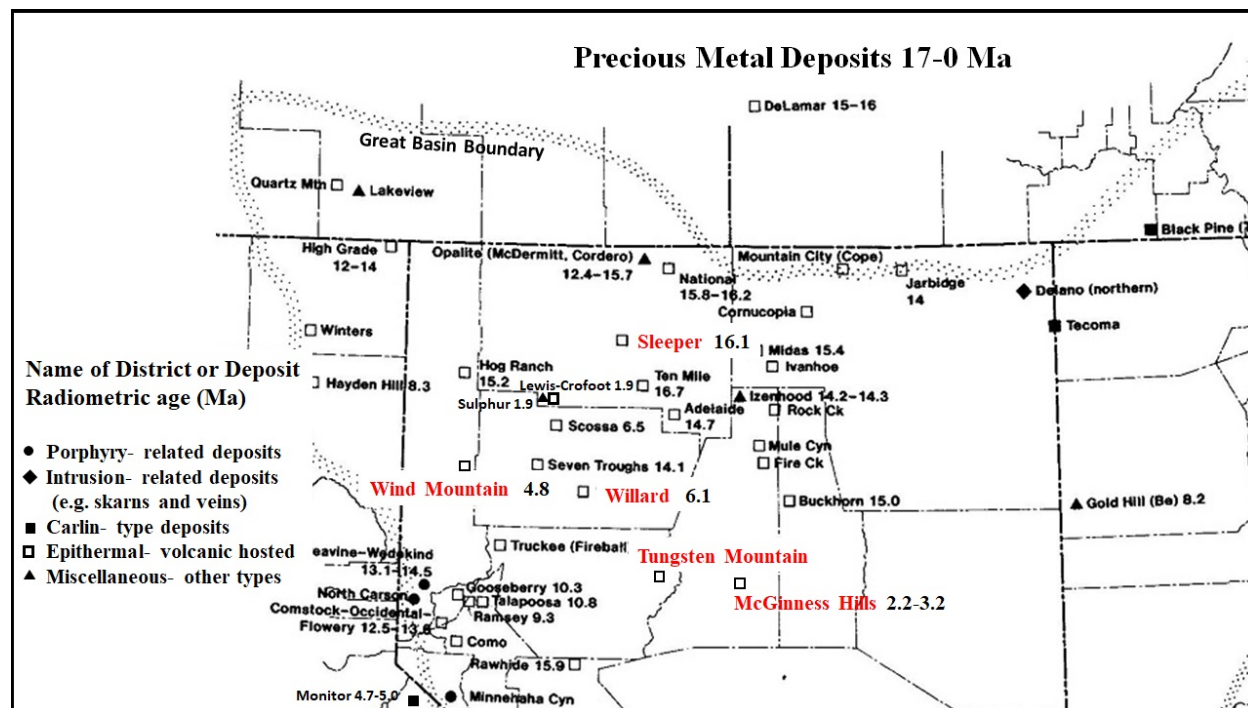 Precious Metal Deposits 17-0 Ma
DeLamar 15-16
Great Basin Boundary
Quartz Mtn
Lakeview
Black Pine (7
High Grade
12-14
Opalite (McDermitt, Cordero)
12.4-15.7
Mountain City (Cope)
National
15.8-16.2
Jarbidge
14
Delano (northern)
Cornucopia
Tecoma
Winters
Sleeper 16.1
Midas 15.4
Ivanhoe
Hog Ranch
15.2
Name of District or Deposit
Radiometric age (Ma)
Hayden Hill 8.3
Lewis-Crofoot 1.9
Sulphur 1.9
Ten Mile
16.7
Izenhood 14.2-14.3
Adelaide
14.7
Rock Ck
Scossa 6.5
Mule Cyn
Fire Ck
Seven Troughs 14.1
Wind Mountain 4.8
Willard 6.1
Buckhorn 15.0
Gold Hill (Be) 8.2
Porphyry- related deposits
Intrusion- related deposits
(e.g. skarns and veins)
Carlin- type deposits
Epithermal- volcanic hosted
Miscellaneous- other types
Truckee (Fireball
eavine-Wedekind
13.1-14.5
Tungsten Mountain
McGinness Hills 2.2-3.2
North Carson
Gooseberry 10.3
Talapoosa 10.8
Ramsey 9.3
Comstock-Occidental-
Flowery 12.5-13.6
Como
Rawhide 15.9
Monitor 4.7-5.0
Minnehaha Cyn